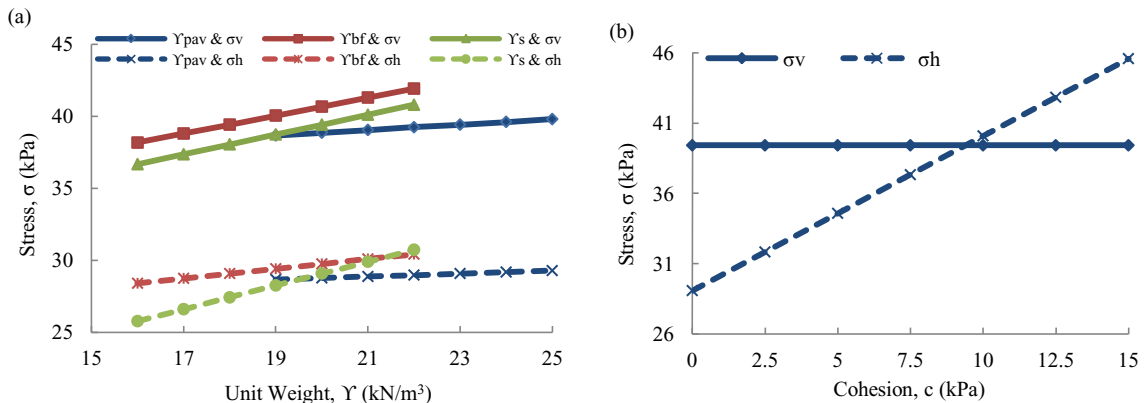 (a)
ϒpav & σv ϒbf & σv ϒs & σv
ϒpav & σh ϒbf & σh ϒs & σh
45
40
35
30
25
Stress, σ (kPa)
15 17 19 21 23 25
Unit Weight, ϒ (kN/m³)
(b)
σv σh
46
41
36
31
26
Stress, σ (kPa)
0 2.5 5 7.5 10 12.5 15
Cohesion, c (kPa)